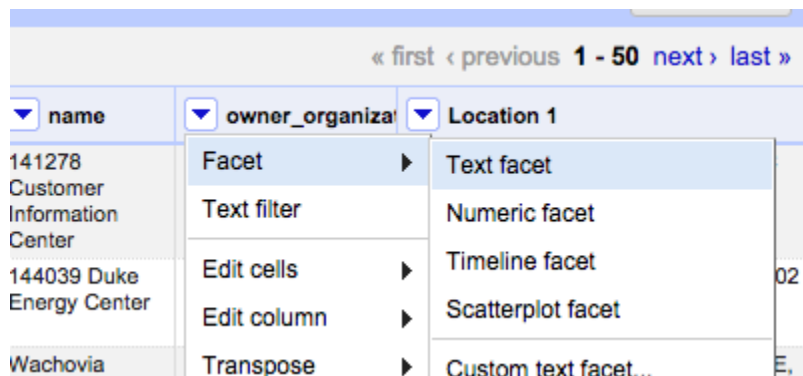 « first ‹ previous 1 - 50 next › last »
name owner_organizat Location 1
141278
Customer
Information
Center
144039 Duke
Energy Center
Wachovia
Facet
Text filter
Edit cells
Edit column
Transpose
Text facet
Numeric facet
Timeline facet
Scatterplot facet
Custom text facet...
02
E,